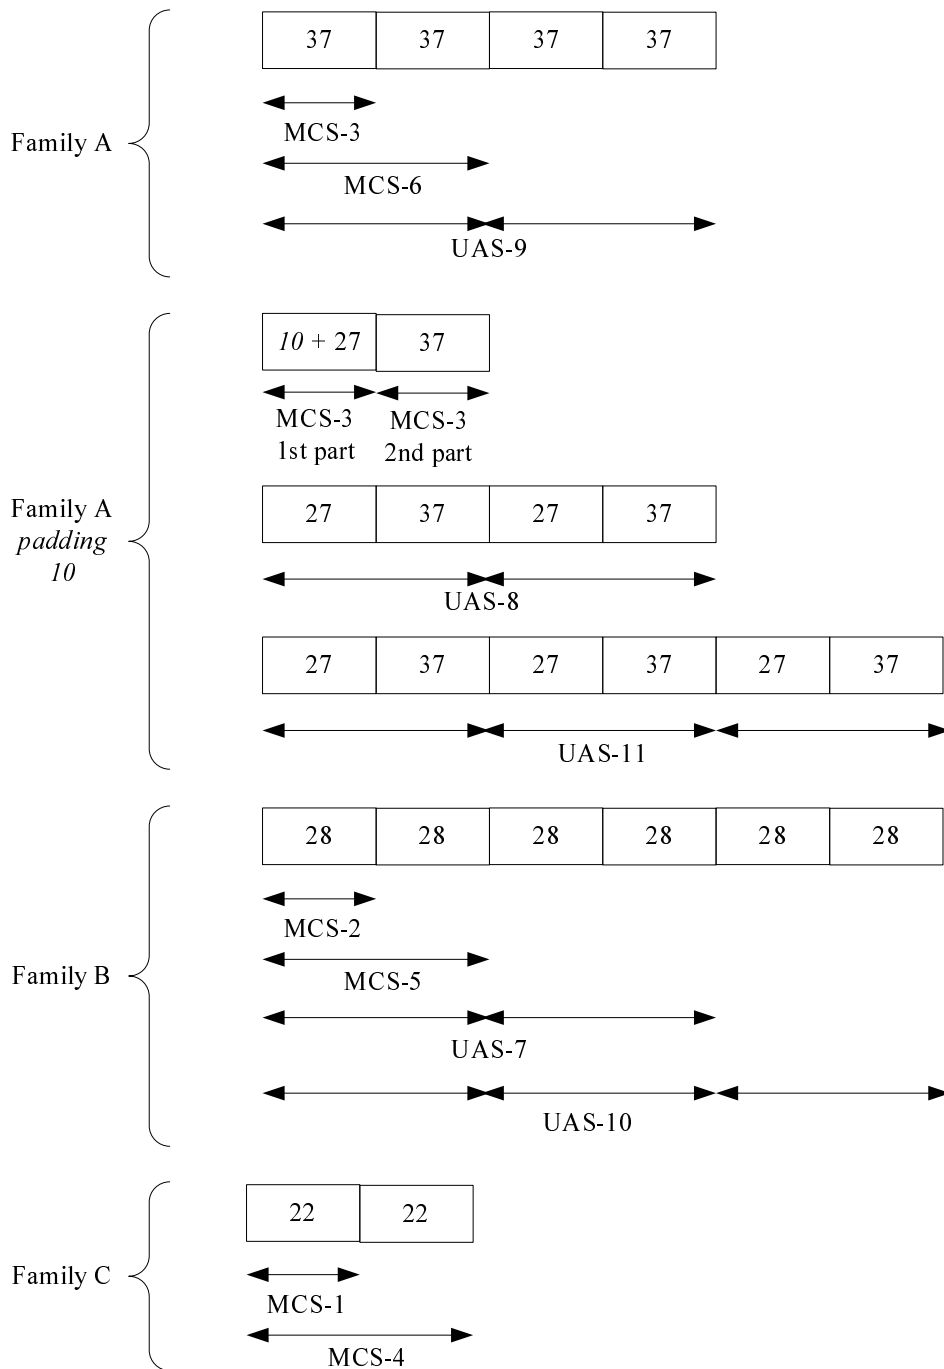 37 37 37 37
MCS-3
Family A
MCS-6
UAS-9
10 + 27 37
MCS-3 MCS-3
1st part 2nd part
Family A
padding
10
27 37 27 37
UAS-8
27 37 27 37 27 37
UAS-11
28 28 28 28 28 28
MCS-2
Family B
MCS-5
UAS-7
UAS-10
22 22
Family C
MCS-1
MCS-4